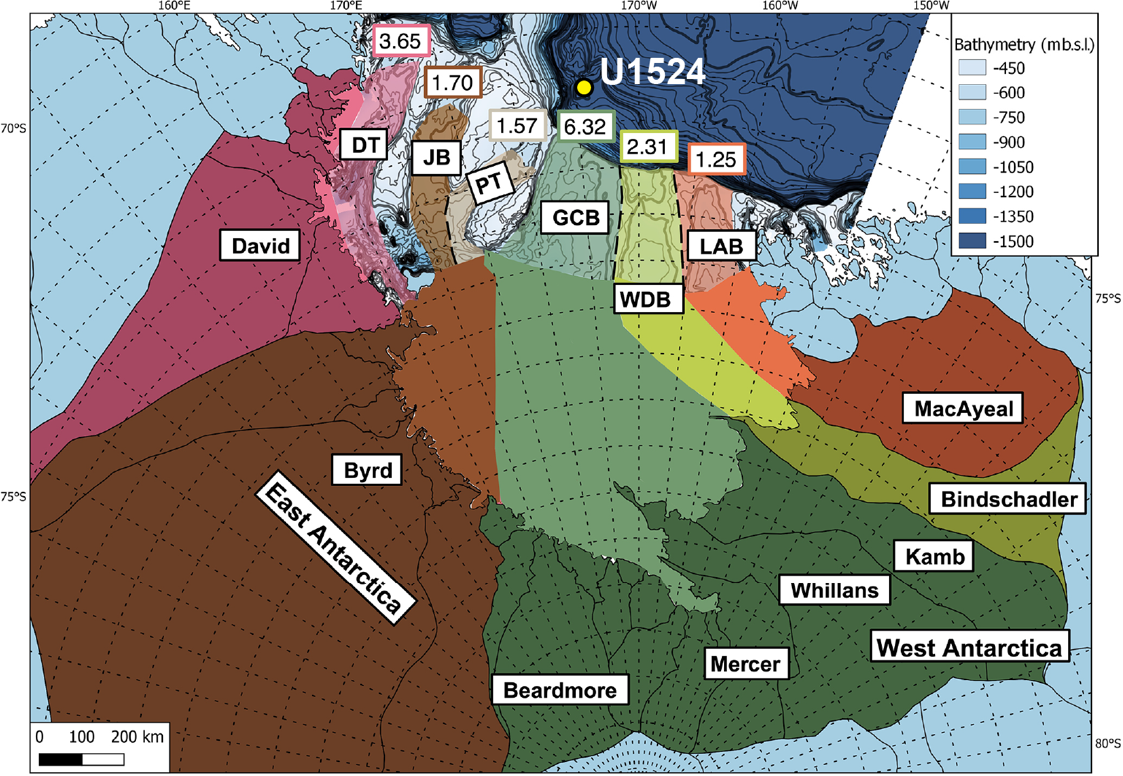 160°E
170°E
170°W
160°W
150°W
3.65
Bathymetry (mb.s.l.)
-450
-600
-750
-900
-1050
-1200
-1350
-1500
U1524
1.70
70°S
1.57
6.32
2.31
1.25
DT
JB
PT
GCB
David
LAB
WDB
75°S
MacAyeal
Byrd
75°S
Bindschadler
East Antarctica
Kamb
Whillans
West Antarctica
Mercer
Beardmore
0 100 200 km
80°S